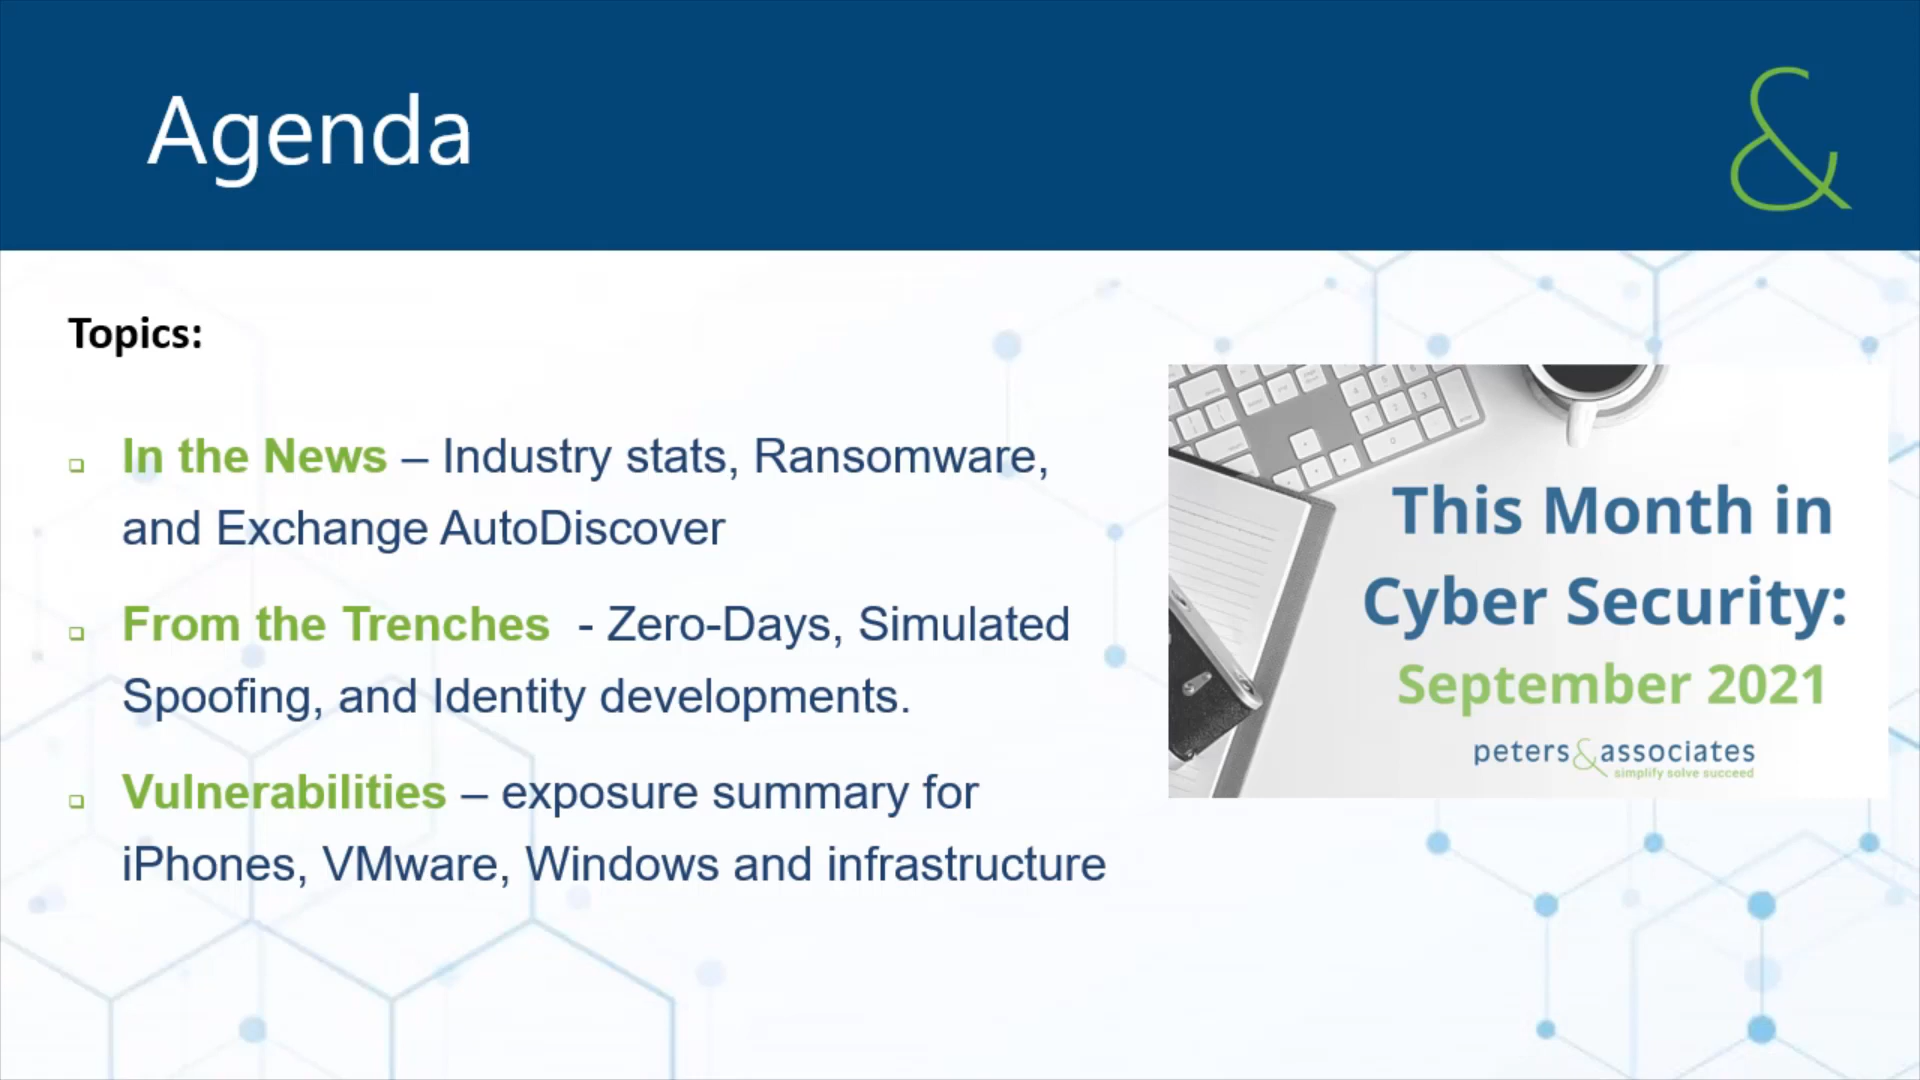 Agenda
&
Topics:
In the News – Industry stats, Ransomware,
and Exchange AutoDiscover
From the Trenches  - Zero-Days, Simulated
Spoofing, and Identity developments.
Vulnerabilities – exposure summary for
iPhones, VMware, Windows and infrastructure
This Month in
Cyber Security:
September 2021
peters&associates
simplify solve succeed